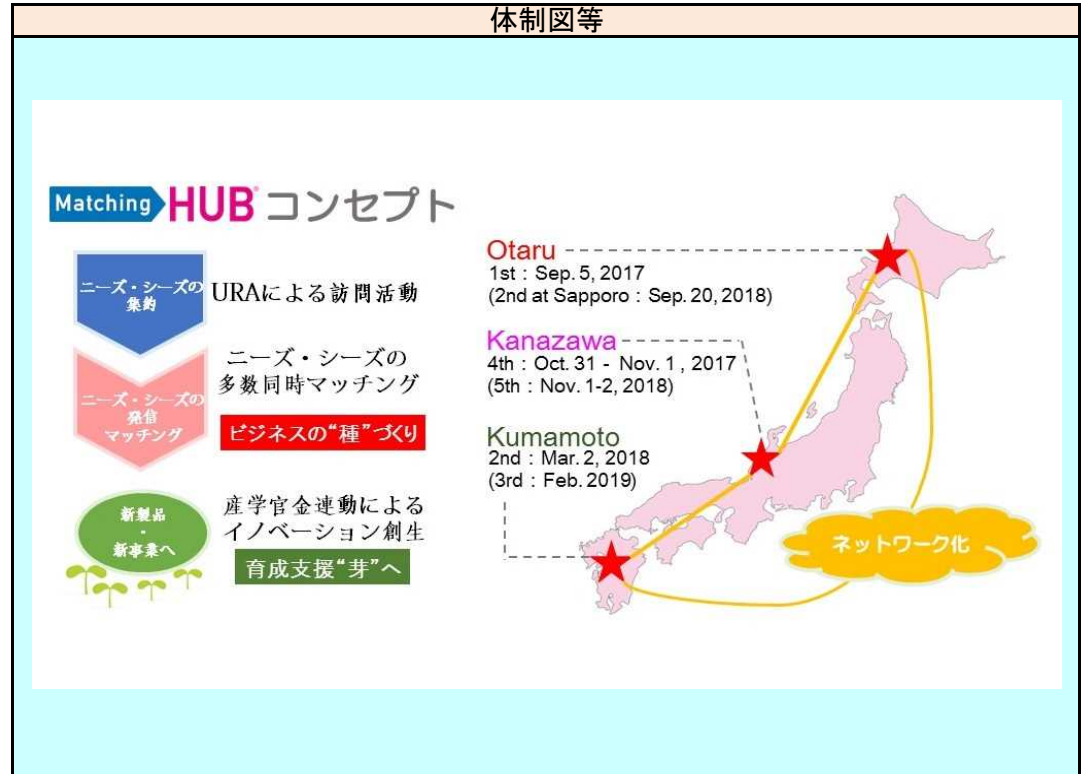 体制図等
Matching HUB® コンセプト
ニーズ・シーズの
集約
URAによる訪問活動
ニーズ・シーズの
発信
マッチング
ニーズ・シーズの
多数同時マッチング
ビジネスの“種”づくり
新製品
・
新事業へ
産学官金連動による
イノベーション創生
育成支援“芽”へ
Otaru
1st : Sep. 5, 2017
(2nd at Sapporo : Sep. 20, 2018)
Kanazawa
4th : Oct. 31 - Nov. 1 , 2017
(5th : Nov. 1-2, 2018)
Kumamoto
2nd : Mar. 2, 2018
(3rd : Feb. 2019)
ネットワーク化